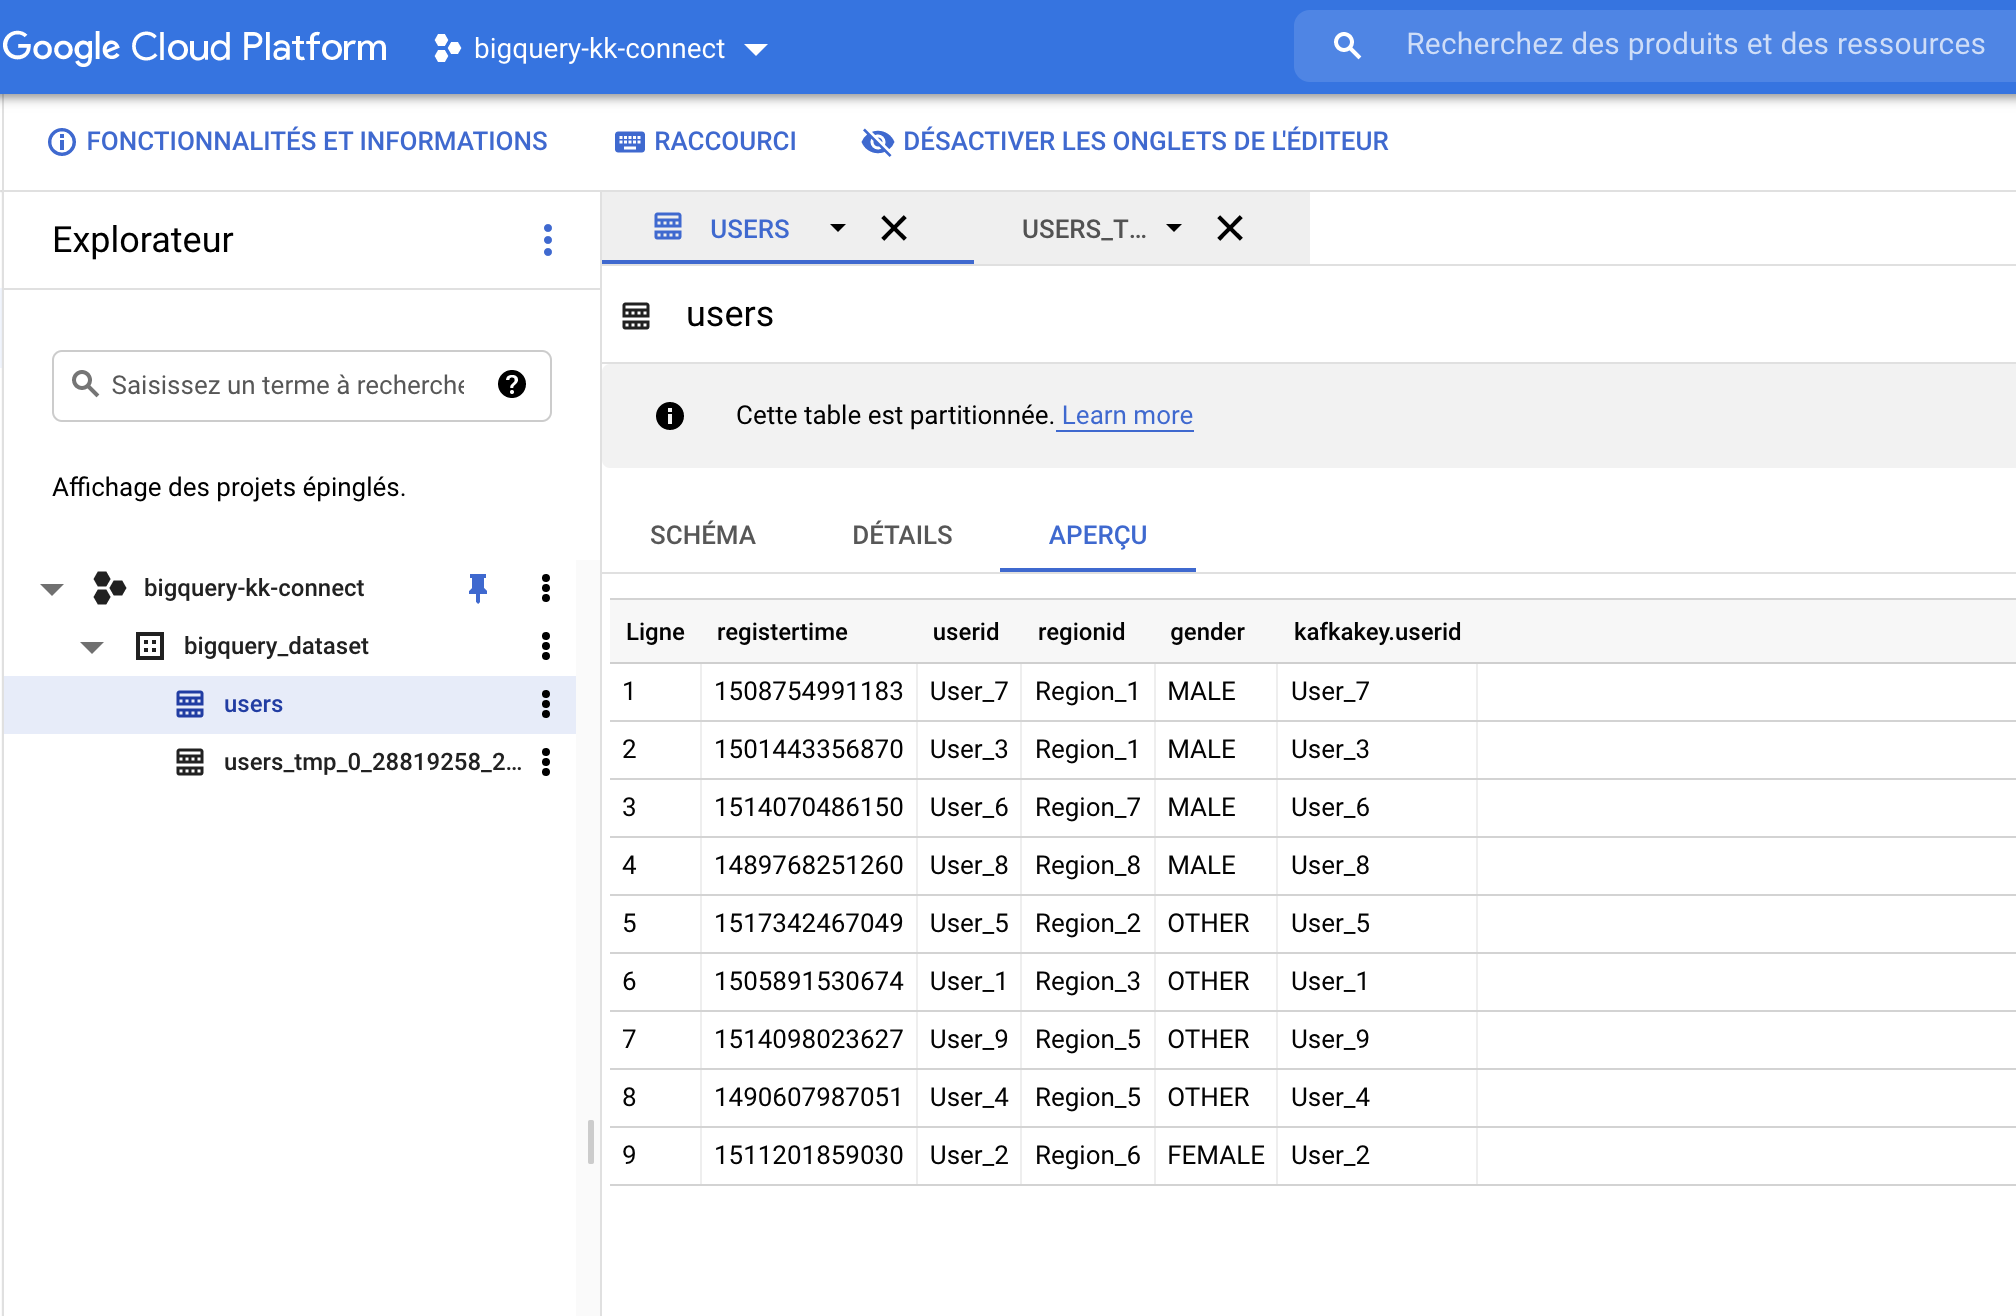 Google Cloud Platform bigquery-kk-connect Recherchez des produits et des ressources
FONCTIONNALITÉS ET INFORMATIONS RACCOURCI DÉSACTIVER LES ONGLETS DE L'ÉDITEUR
Explorateur
Saisissez un terme à recherche
Affichage des projets épinglés.
bigquery-kk-connect
bigquery_dataset
users
users_tmp_0_28819258_2...
USERS USERS_T...
users
Cette table est partitionnée. Learn more
SCHÉMA DÉTAILS APERÇU
Ligne registertime userid regionid gender kafkakey.userid
1 1508754991183 User_7 Region_1 MALE User_7
2 1501443356870 User_3 Region_1 MALE User_3
3 1514070486150 User_6 Region_7 MALE User_6
4 1489768251260 User_8 Region_8 MALE User_8
5 1517342467049 User_5 Region_2 OTHER User_5
6 1505891530674 User_1 Region_3 OTHER User_1
7 1514098023627 User_9 Region_5 OTHER User_9
8 1490607987051 User_4 Region_5 OTHER User_4
9 1511201859030 User_2 Region_6 FEMALE User_2